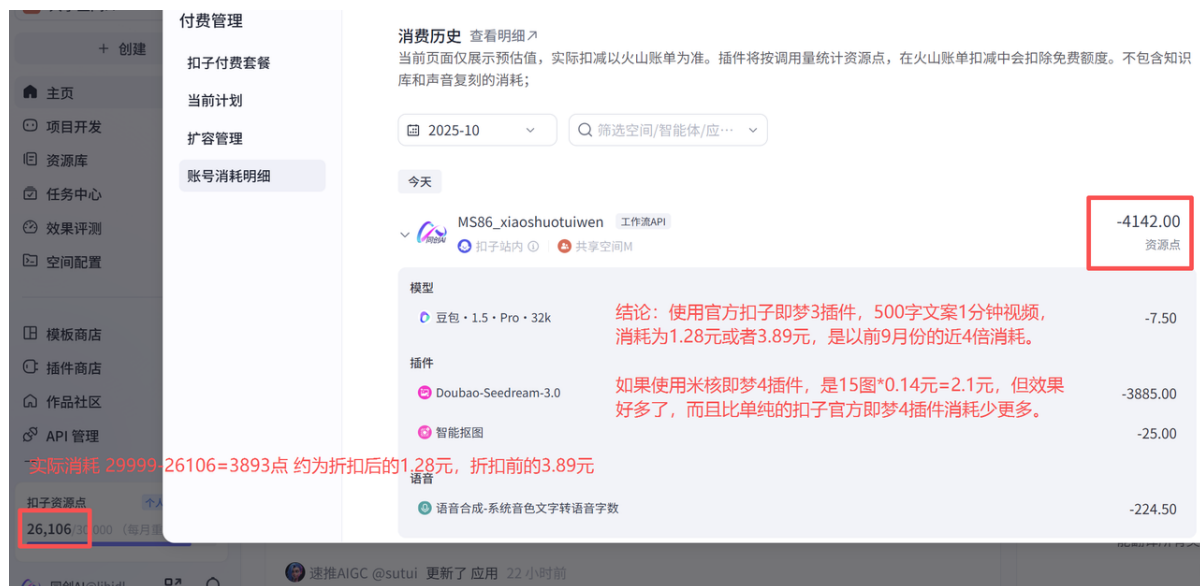 付费管理
消费历史 查看明细
+ 创建
当前页面仅展示预估值，实际扣减以火山账单为准。插件将按调用量统计资源点，在火山账单扣减中会扣除免费额度。不包含知识
库和声音复刻的消耗；
扣子付费套餐
主页
当前计划
项目开发
2025-10
筛选空间/智能体/应…
扩容管理
资源库
账号消耗明细
今天
任务中心
效果评测
MS86_xiaoshuotuiwen 工作流API
-4142.00
扣子站内 共享空间M
资源点
空间配置
模型
结论：使用官方扣子即梦3插件，500字文案1分钟视频，
豆包・1.5・Pro・32k
-7.50
消耗为1.28元或者3.89元，是以前9月份的近4倍消耗。
模板商店
插件
插件商店
如果使用米核即梦4插件，是15图*0.14元=2.1元，但效果
Doubao-Seedream-3.0
-3885.00
好多了，而且比单纯的扣子官方即梦4插件消耗少更多。
作品社区
智能抠图
-25.00
API 管理
实际消耗 29999-26106=3893点 约为折扣后的1.28元，折扣前的3.89元
语音
扣子资源点 个人
26,106/30,000 （每月重
语音合成-系统音色文字转语音字数
-224.50
速推AIGC @sutui 更新了 应用 22 小时前